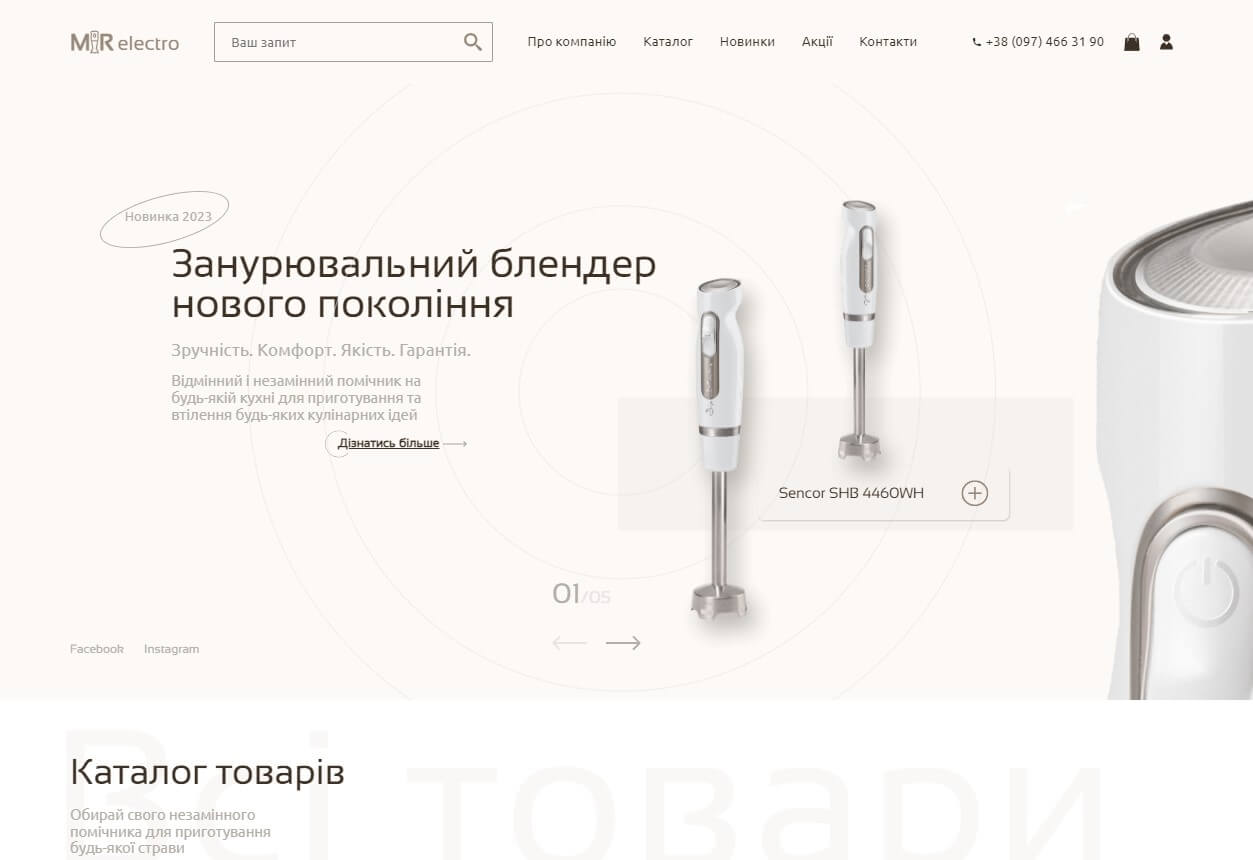 MIR electro
Ваш запит
Про компанію
Каталог
Новинки
Акції
Контакти
+38 (097) 466 31 90
Новинка 2023
Занурювальний блендер
нового покоління
Зручність. Комфорт. Якість. Гарантія.
Відмінний і незамінний помічник на
будь-якій кухні для приготування та
втілення будь-яких кулінарних ідей
Дізнатись більше
Sencor SHB 4460WH
01/05
Facebook
Instagram
Всі товари
Каталог товарів
Обирай свого незамінного
помічника для приготування
будь-якої страви